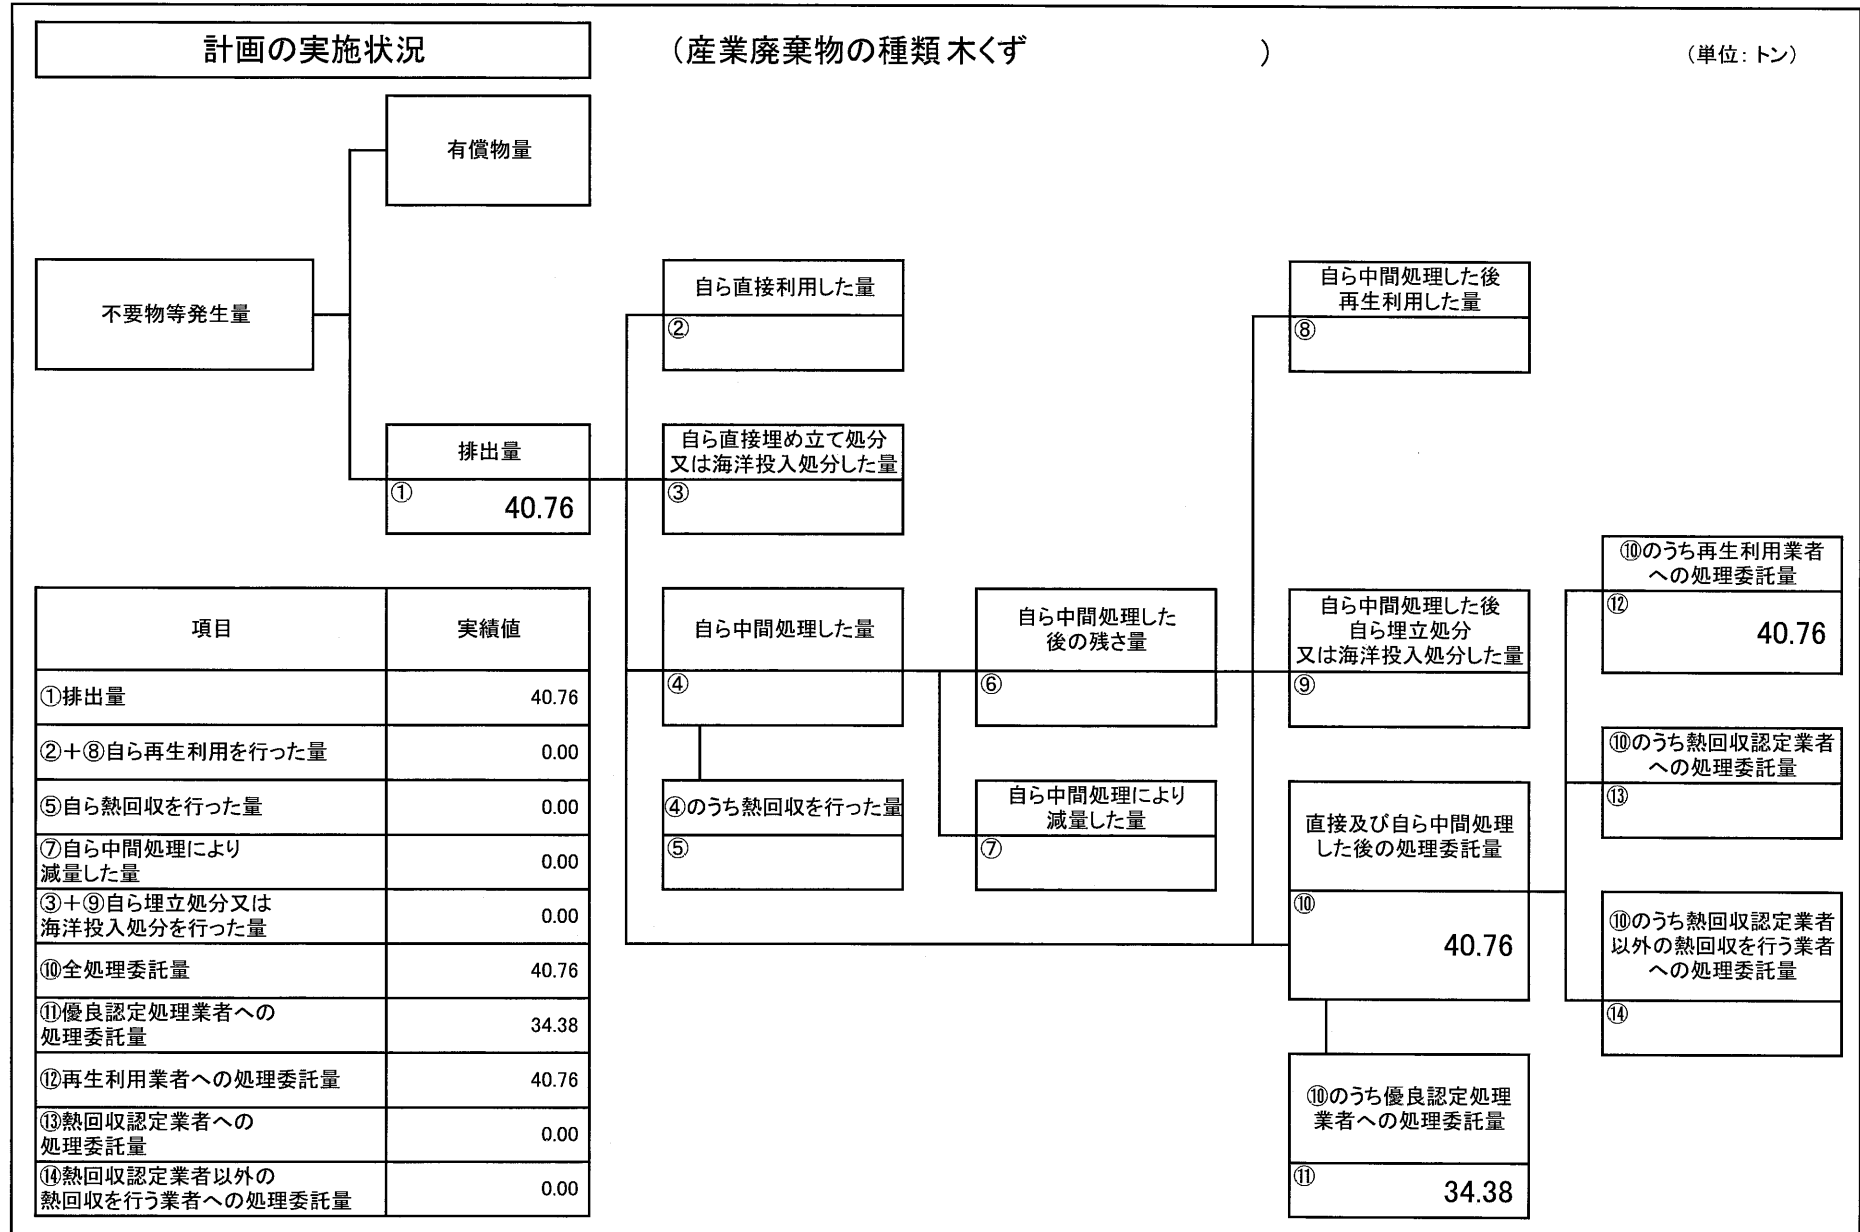 計画の実施状況
（産業廃棄物の種類 木くず　　　　　　　）
（単位：トン）
有償物量
不要物等発生量
自ら直接利用した量
②
自ら中間処理した後
再生利用した量
⑧
排出量
① 40.76
自ら直接埋め立て処分
又は海洋投入処分した量
③
⑩のうち再生利用業者
への処理委託量
⑫ 40.76
自ら中間処理した量
④
自ら中間処理した
後の残さ量
⑥
自ら中間処理した後
自ら埋立処分
又は海洋投入処分した量
⑨
⑩のうち熱回収認定業者
への処理委託量
⑬
④のうち熱回収を行った量
⑤
自ら中間処理により
減量した量
⑦
直接及び自ら中間処理
した後の処理委託量
⑩ 40.76
⑩のうち熱回収認定業者
以外の熱回収を行う業者
への処理委託量
⑭
⑩のうち優良認定処理
業者への処理委託量
⑪ 34.38
項目 実績値
①排出量 40.76
②＋⑧自ら再生利用を行った量 0.00
⑤自ら熱回収を行った量 0.00
⑦自ら中間処理により
減量した量 0.00
③＋⑨自ら埋立処分又は
海洋投入処分を行った量 0.00
⑩全処理委託量 40.76
⑪優良認定処理業者への
処理委託量 34.38
⑫再生利用業者への処理委託量 40.76
⑬熱回収認定業者への
処理委託量 0.00
⑭熱回収認定業者以外の
熱回収を行う業者への処理委託量 0.00